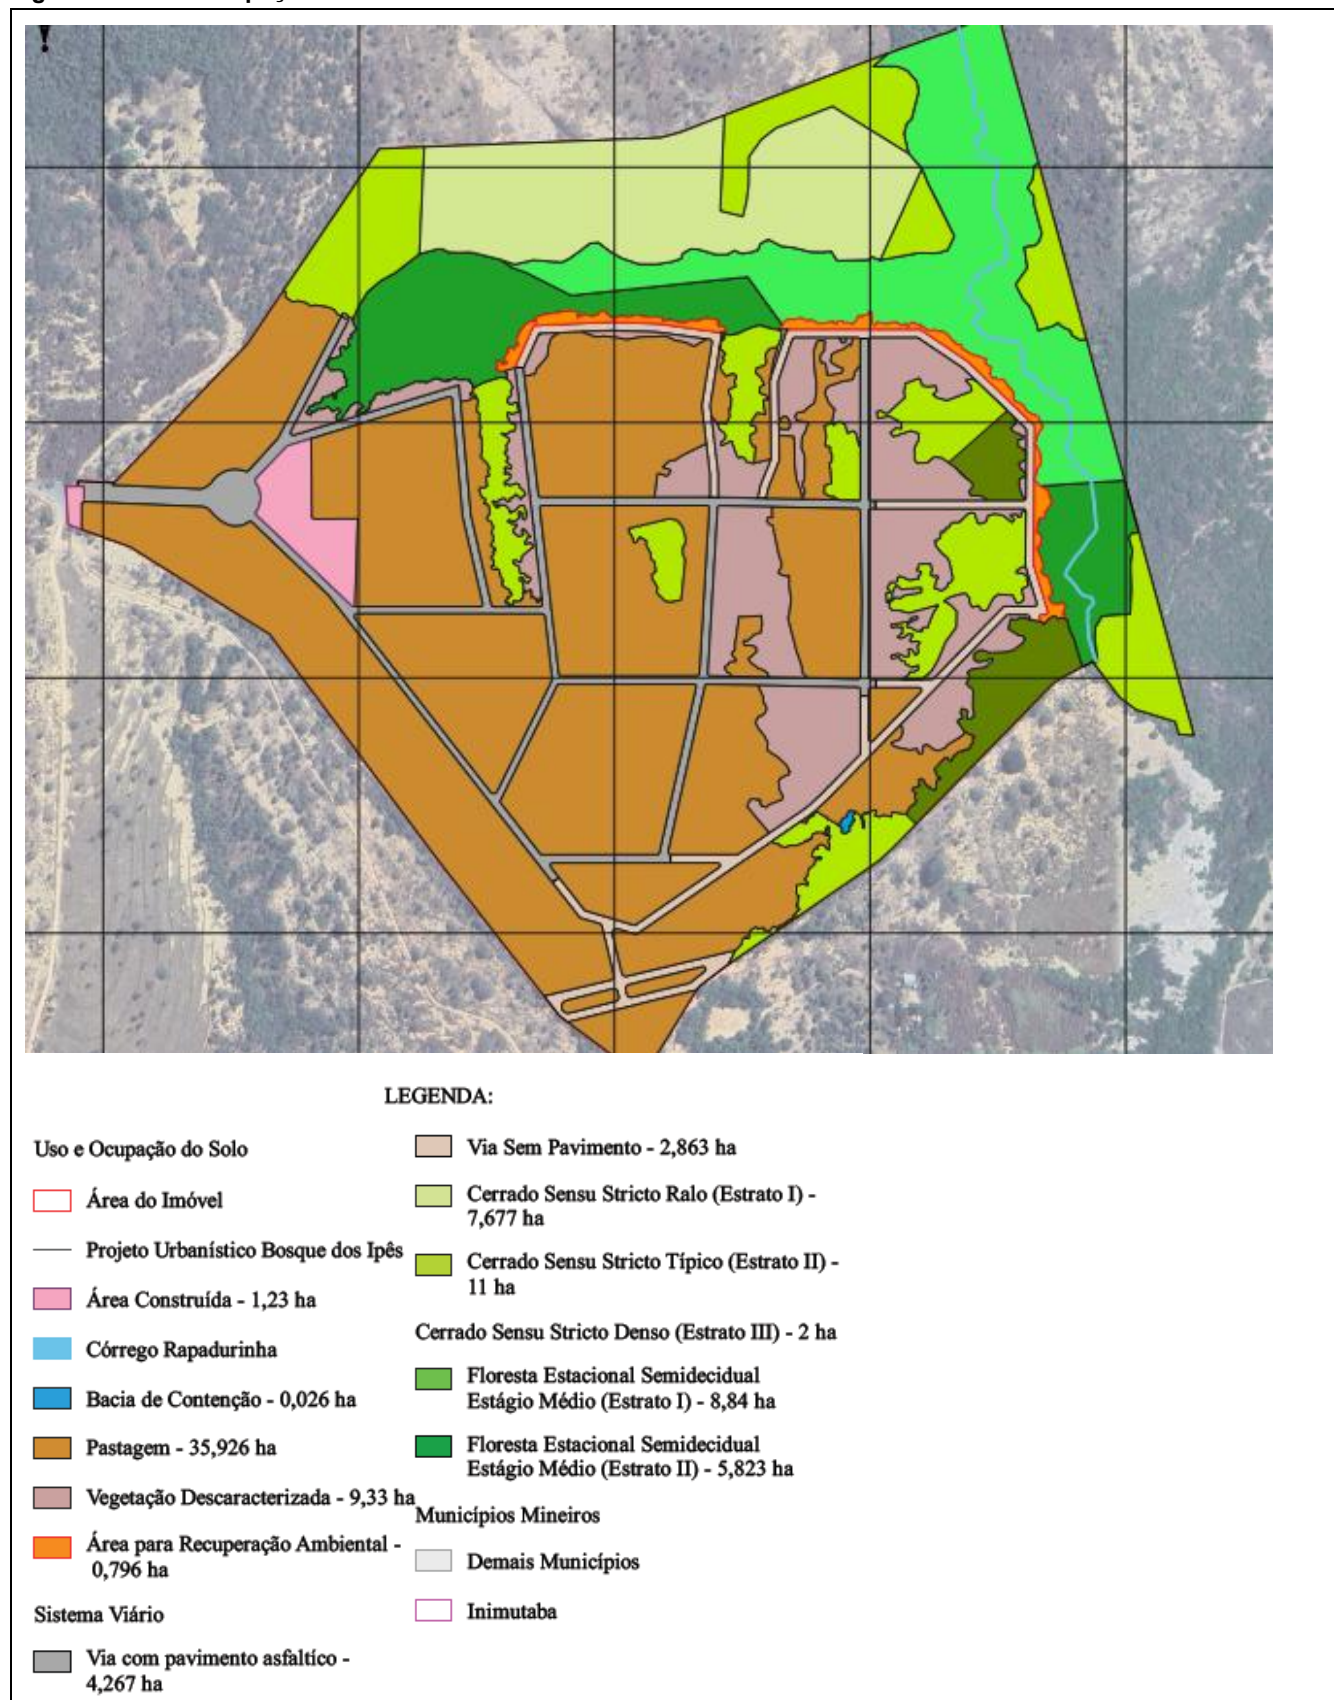 LEGENDA:
Uso e Ocupação do Solo
Área do Imóvel
Projeto Urbanístico Bosque dos Ipês
Área Construída - 1,23 ha
Córrego Rapadurinha
Bacia de Contenção - 0,026 ha
Pastagem - 35,926 ha
Vegetação Descaracterizada - 9,33 ha
Área para Recuperação Ambiental -
0,796 ha
Sistema Viário
Via com pavimento asfaltíco -
4,267 ha
Via Sem Pavimento - 2,863 ha
Cerrado Sensu Stricto Ralo (Estrato I) -
7,677 ha
Cerrado Sensu Stricto Típico (Estrato II) -
11 ha
Cerrado Sensu Stricto Denso (Estrato III) - 2 ha
Floresta Estacional Semidecidual
Estágio Médio (Estrato I) - 8,84 ha
Floresta Estacional Semidecidual
Estágio Médio (Estrato II) - 5,823 ha
Municípios Mineiros
Demais Municípios
Inimutaba